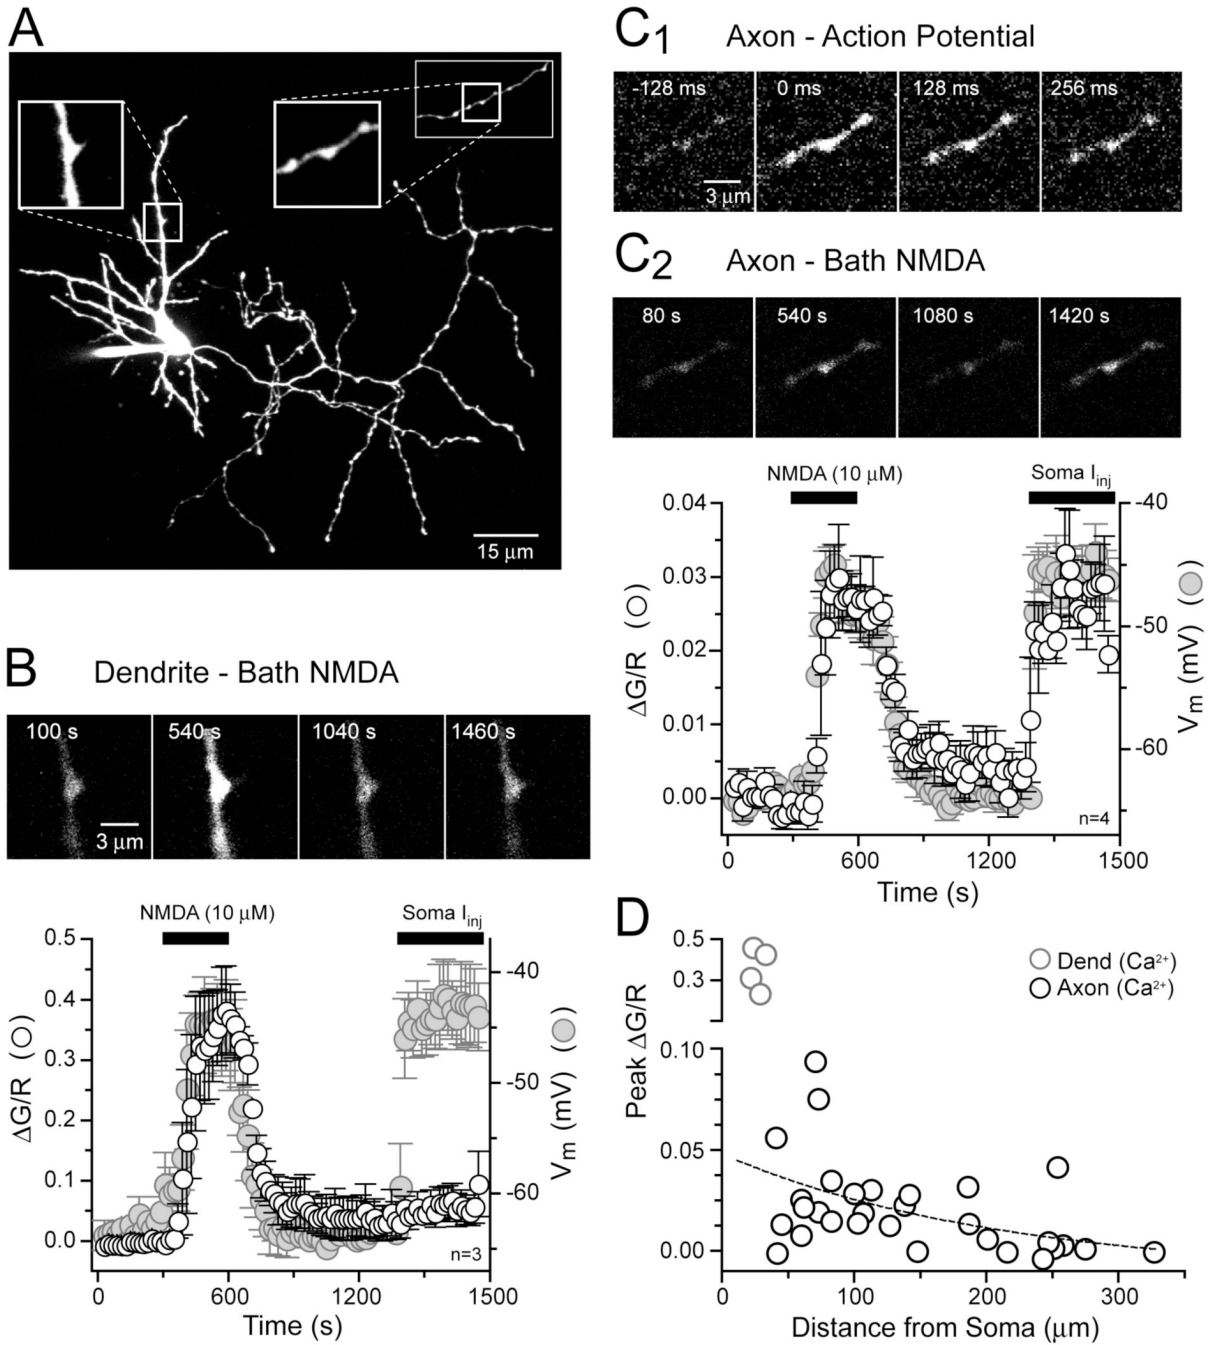 A
15 μm
B
Dendrite - Bath NMDA
100 s
540 s
1040 s
1460 s
3 μm
NMDA (10 μM)
Soma Iinj
0.5
0.4
0.3
0.2
0.1
0.0
ΔG/R (○)
-40
-50
-60
Vm (mV) (●)
n=3
0
600
1200
1500
Time (s)
C1
Axon - Action Potential
-128 ms
0 ms
128 ms
256 ms
3 μm
C2
Axon - Bath NMDA
80 s
540 s
1080 s
1420 s
NMDA (10 μM)
Soma Iinj
0.04
0.03
0.02
0.01
0.00
ΔG/R (○)
-40
-50
-60
Vm (mV) (●)
n=4
0
600
1200
1500
Time (s)
D
0.5
0.3
0.10
0.05
0.00
Peak ΔG/R
Dend (Ca²⁺)
Axon (Ca²⁺)
0
100
200
300
Distance from Soma (μm)